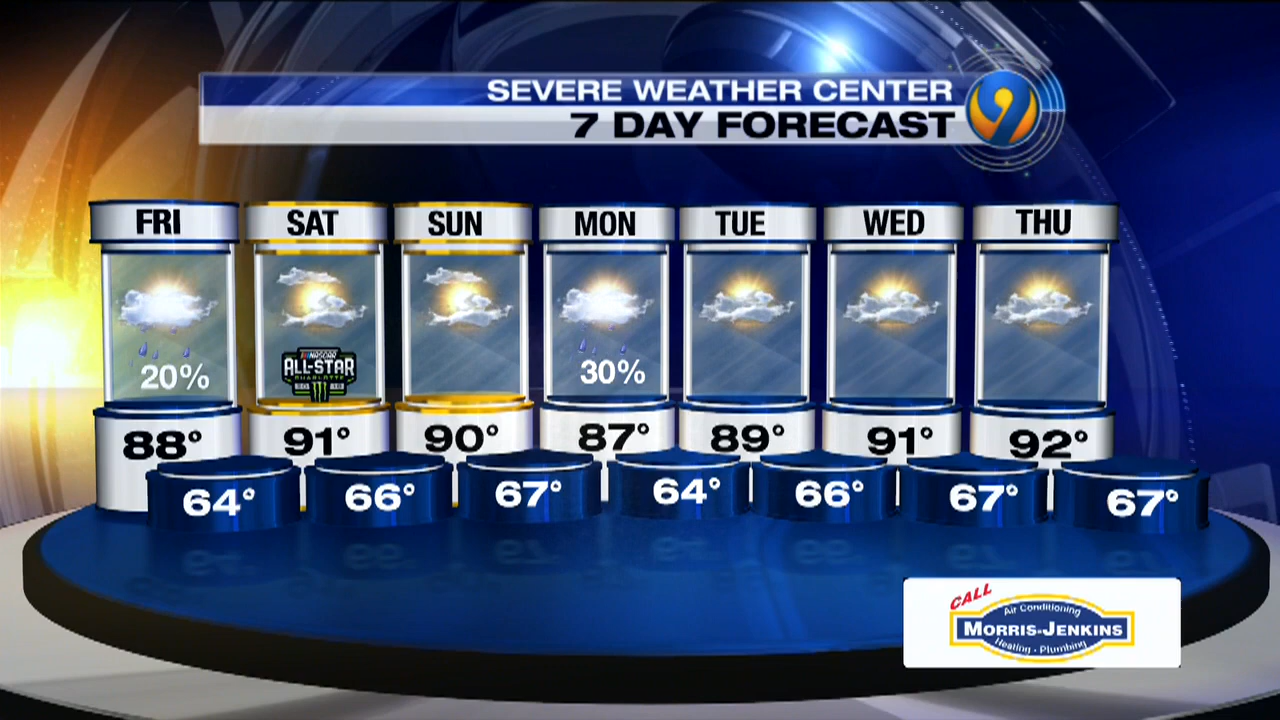 SEVERE WEATHER CENTER
7 DAY FORECAST
9
FRI SAT SUN MON TUE WED THU
NASCAR
ALL-STAR
CHARLOTTE
20% 30%
88° 91° 90° 87° 89° 91° 92°
64° 66° 67° 64° 66° 67° 67°
CALL
Air Conditioning
MORRIS-JENKINS
Heating - Plumbing